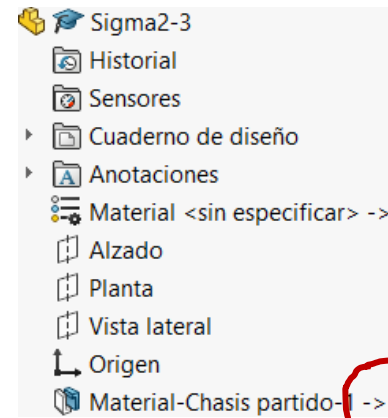 Sigma2-3
Historial
Sensores
Cuaderno de diseño
Anotaciones
Material <sin especificar> ->
Alzado
Planta
Vista lateral
Origen
Material-Chasis partido-1 ->